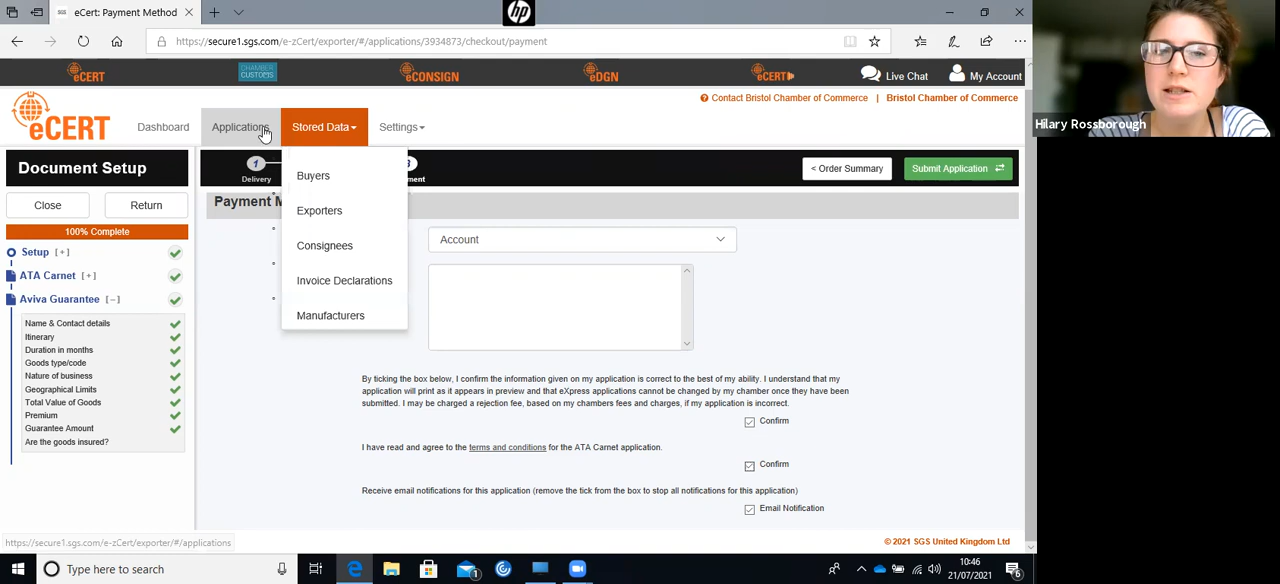 eCert: Payment Method
hp
https://secure1.sgs.com/e-zCert/exporter/#/applications/3934873/checkout/payment
eCERT
CHAMBER CUSTOMS
eCONSIGN
eDGN
eCERT
Live Chat
My Account
Contact Bristol Chamber of Commerce | Bristol Chamber of Commerce
eCERT
Dashboard
Applications
Stored Data
Settings
Buyers
Exporters
Consignees
Invoice Declarations
Manufacturers
Document Setup
Close
Return
100% Complete
Setup [+]
ATA Carnet [+]
Aviva Guarantee [−]
Name & Contact details
Itinerary
Duration in months
Goods type/code
Nature of business
Geographical Limits
Total Value of Goods
Premium
Guarantee Amount
Are the goods insured?
1
Delivery
3
ment
< Order Summary
Submit Application
Payment M
Account
By ticking the box below, I confirm the information given on my application is correct to the best of my ability. I understand that my
application will print as it appears in preview and that eXpress applications cannot be changed by my chamber once they have been
submitted. I may be charged a rejection fee, based on my chambers fees and charges, if my application is incorrect.
Confirm
I have read and agree to the terms and conditions for the ATA Carnet application.
Confirm
Receive email notifications for this application (remove the tick from the box to stop all notifications for this application)
Email Notification
https://secure1.sgs.com/e-zCert/exporter/#/applications
© 2021 SGS United Kingdom Ltd
Type here to search
1
10:46
21/07/2021
6
Hilary Rossborough